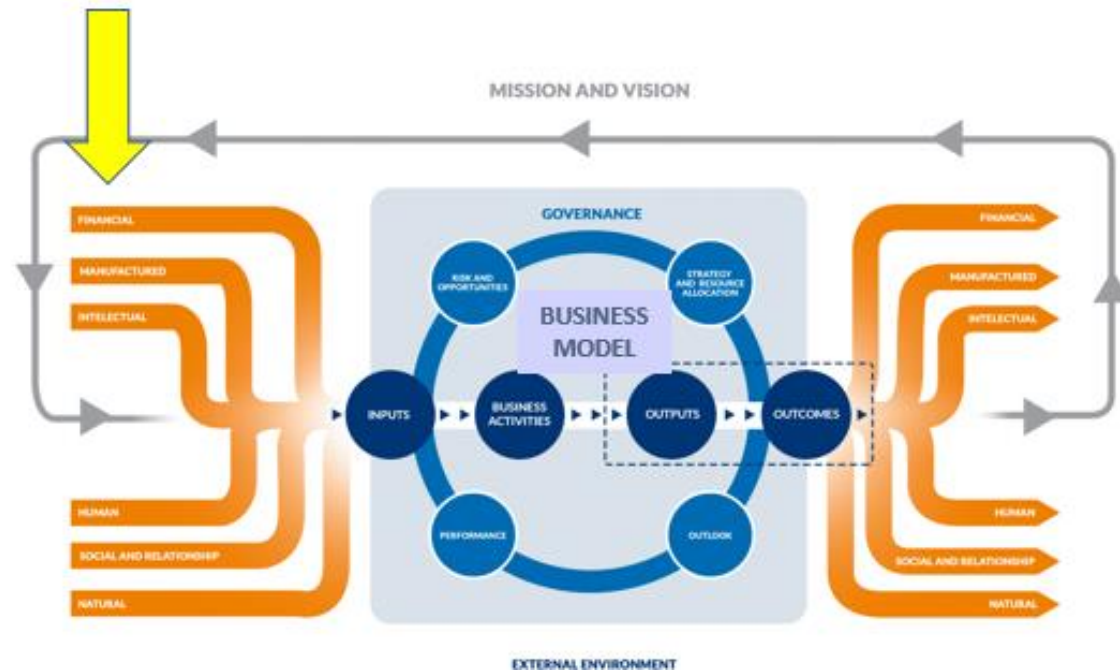 MISSION AND VISION
FINANCIAL
MANUFACTURED
INTELECTUAL
HUMAN
SOCIAL AND RELATIONSHIP
NATURAL
GOVERNANCE
RISK AND
OPPORTUNITIES
STRATEGY
AND RESOURCE
ALLOCATION
BUSINESS
MODEL
INPUTS
BUSINESS
ACTIVITIES
OUTPUTS
OUTCOMES
PERFORMANCE
OUTLOOK
FINANCIAL
MANUFACTURED
INTELECTUAL
HUMAN
SOCIAL AND RELATIONSHIP
NATURAL
EXTERNAL ENVIRONMENT